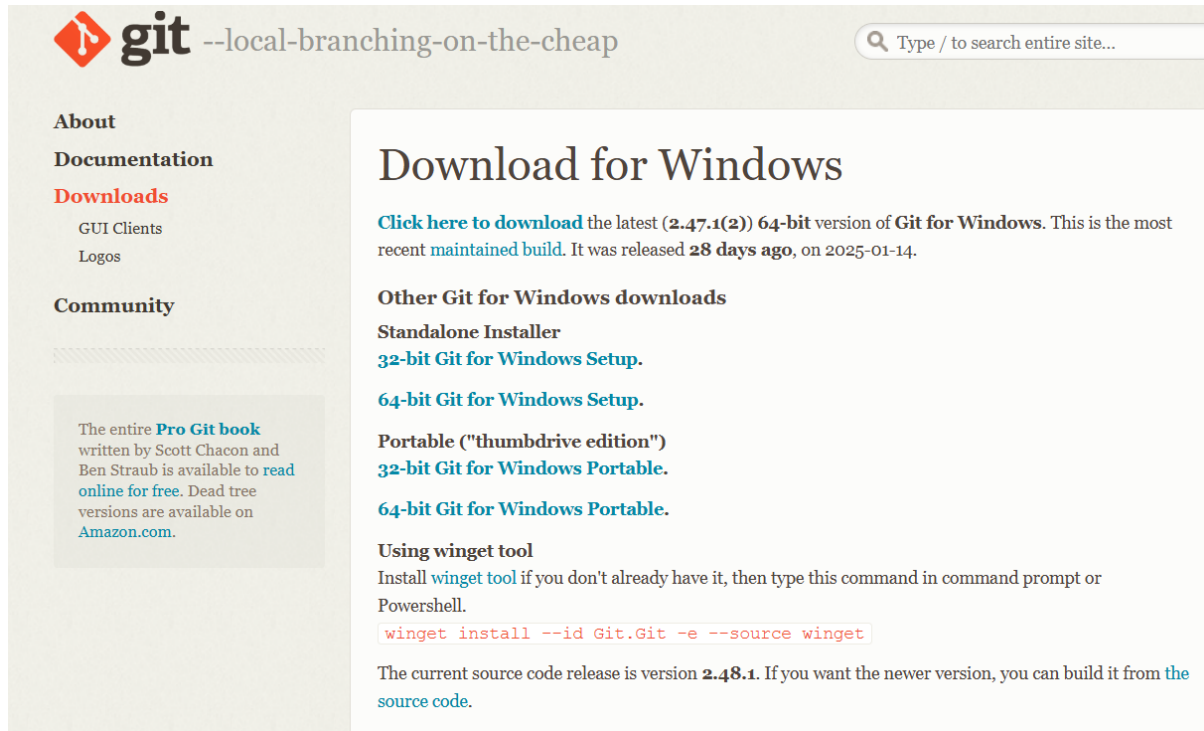 git --local-branching-on-the-cheap
Type / to search entire site...
About
Documentation
Downloads
GUI Clients
Logos
Community
The entire Pro Git book
written by Scott Chacon and
Ben Straub is available to read
online for free. Dead tree
versions are available on
Amazon.com.
Download for Windows
Click here to download the latest (2.47.1(2)) 64-bit version of Git for Windows. This is the most
recent maintained build. It was released 28 days ago, on 2025-01-14.
Other Git for Windows downloads
Standalone Installer
32-bit Git for Windows Setup.
64-bit Git for Windows Setup.
Portable ("thumbdrive edition")
32-bit Git for Windows Portable.
64-bit Git for Windows Portable.
Using winget tool
Install winget tool if you don't already have it, then type this command in command prompt or
Powershell.
winget install --id Git.Git -e --source winget
The current source code release is version 2.48.1. If you want the newer version, you can build it from the
source code.